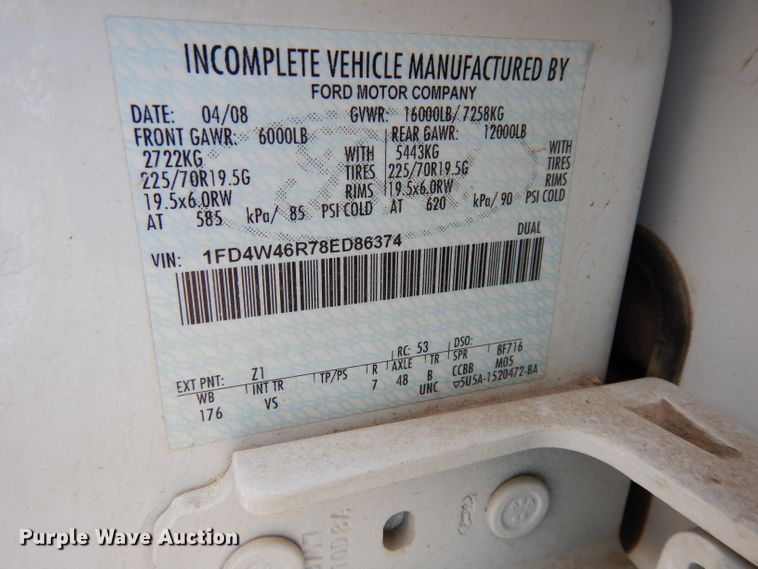 INCOMPLETE VEHICLE MANUFACTURED BY
FORD MOTOR COMPANY
DATE: 04/08 GVWR: 16000LB/ 7258KG
FRONT GAWR: 6000LB REAR GAWR: 12000LB
2722KG WITH 5443KG WITH
225/70R19.5G TIRES 225/70R19.5G TIRES
19.5x6.0RW RIMS 19.5x6.0RW RIMS
AT 585 kPa/ 85 PSI COLD AT 620 kPa/ 90 PSI COLD
VIN: 1FD4W46R78ED86374 DUAL
EXT PNT: Z1 RC: 53 DSO: BF716
WB INT TR TP/PS R AXLE TR SPR M05
176 VS 7 48 B CCBB
UNC 5U5A-1520472-BA
Purple Wave Auction